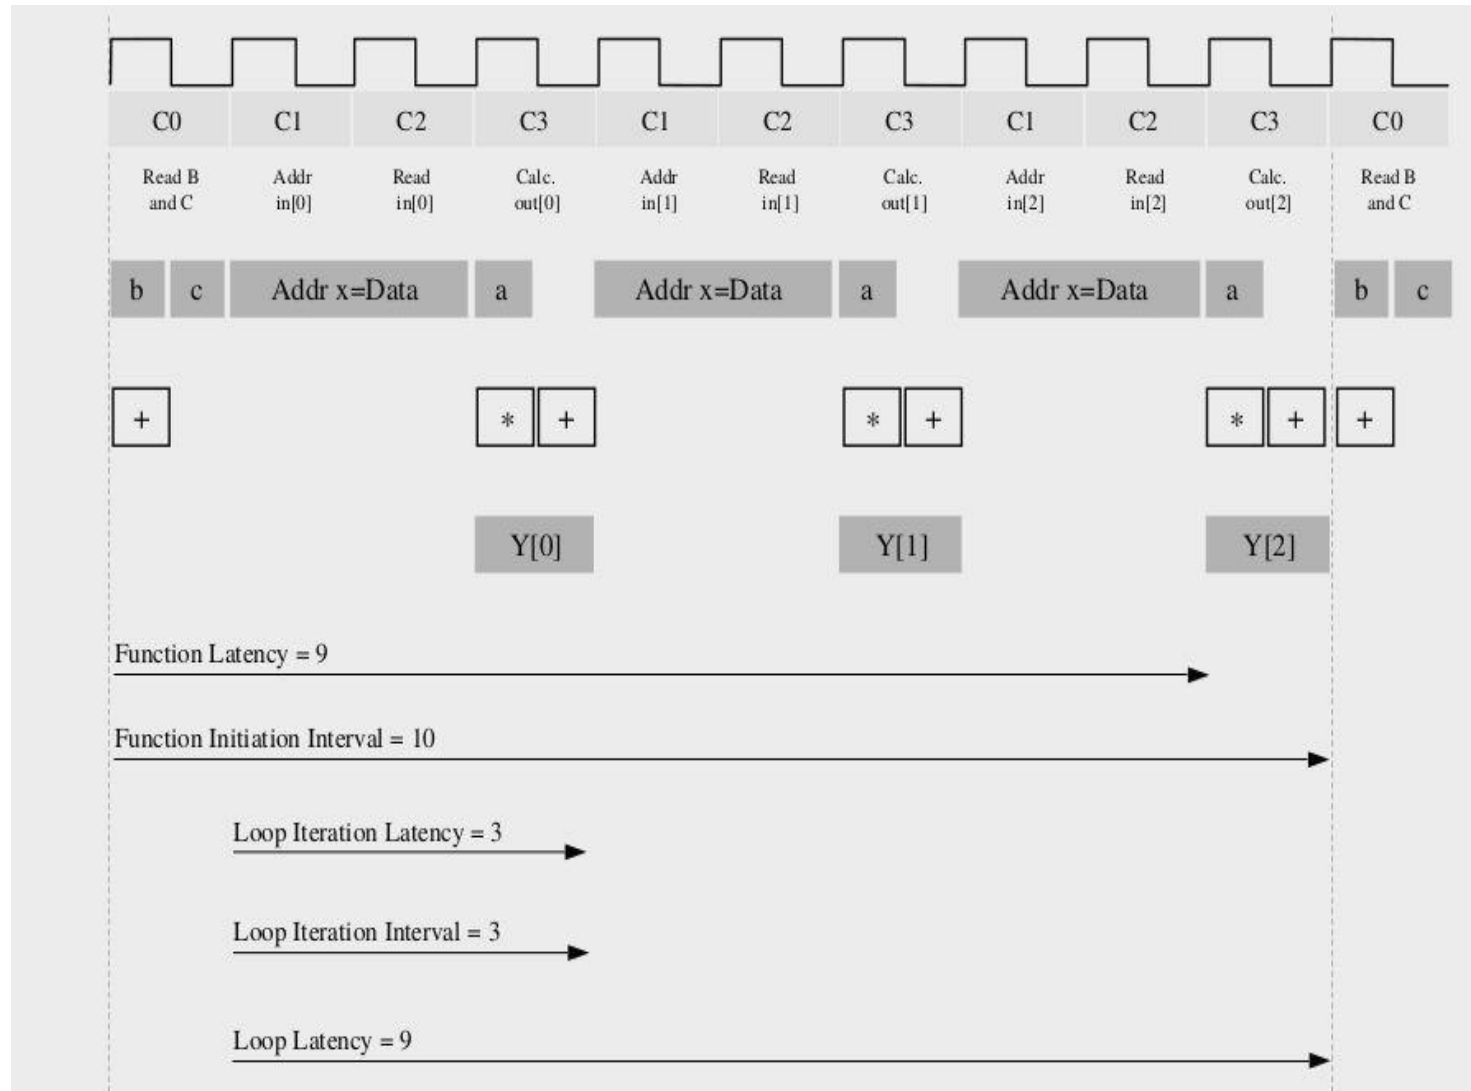 C0 C1 C2 C3 C1 C2 C3 C1 C2 C3 C0
Read B Addr Read Calc. Addr Read Calc. Addr Read Calc. Read B
and C in[0] in[0] out[0] in[1] in[1] out[1] in[2] in[2] out[2] and C
b c Addr x=Data a Addr x=Data a Addr x=Data a b c
+ * + * + * + +
Y[0] Y[1] Y[2]
Function Latency = 9
Function Initiation Interval = 10
Loop Iteration Latency = 3
Loop Iteration Interval = 3
Loop Latency = 9